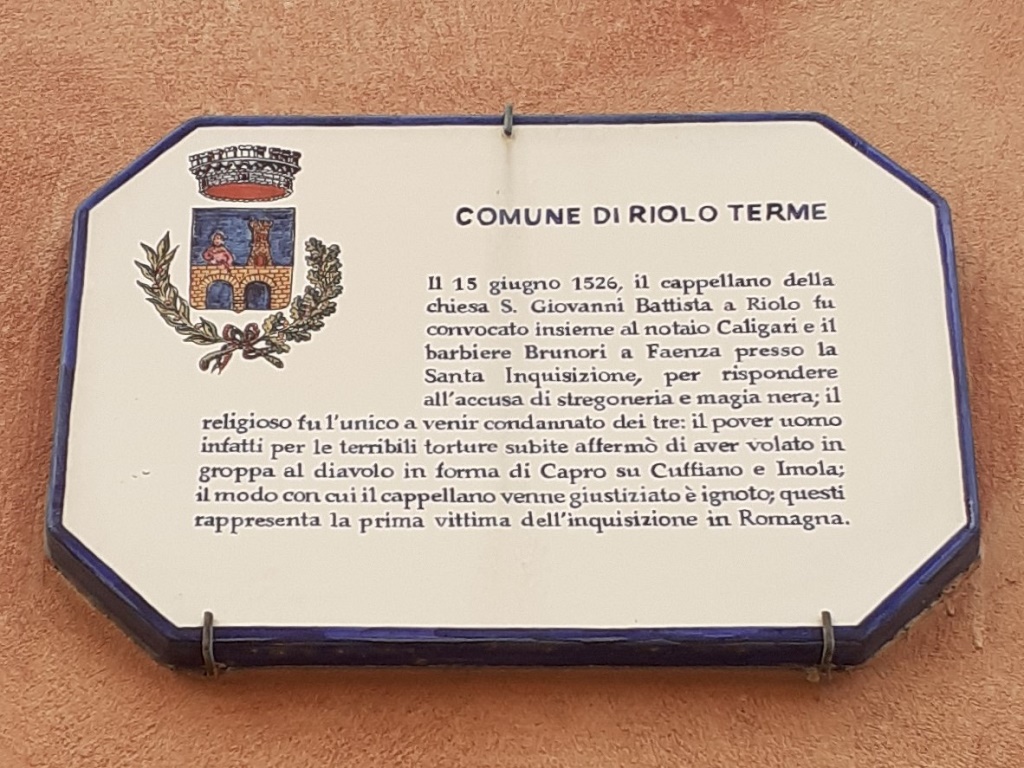 COMUNE DI RIOLO TERME
Il 15 giugno 1526, il cappellano della
chiesa S. Giovanni Battista a Riolo fu
convocato insieme al notaio Caligari e il
barbiere Brunori a Faenza presso la
Santa Inquisizione, per rispondere
all'accusa di stregoneria e magia nera; il
religioso fu l'unico a venir condannato dei tre: il pover uomo
infatti per le terribili torture subite affermò di aver volato in
groppa al diavolo in forma di Capro su Cuffiano e Imola;
il modo con cui il cappellano venne giustiziato è ignoto; questi
rappresenta la prima vittima dell'inquisizione in Romagna.